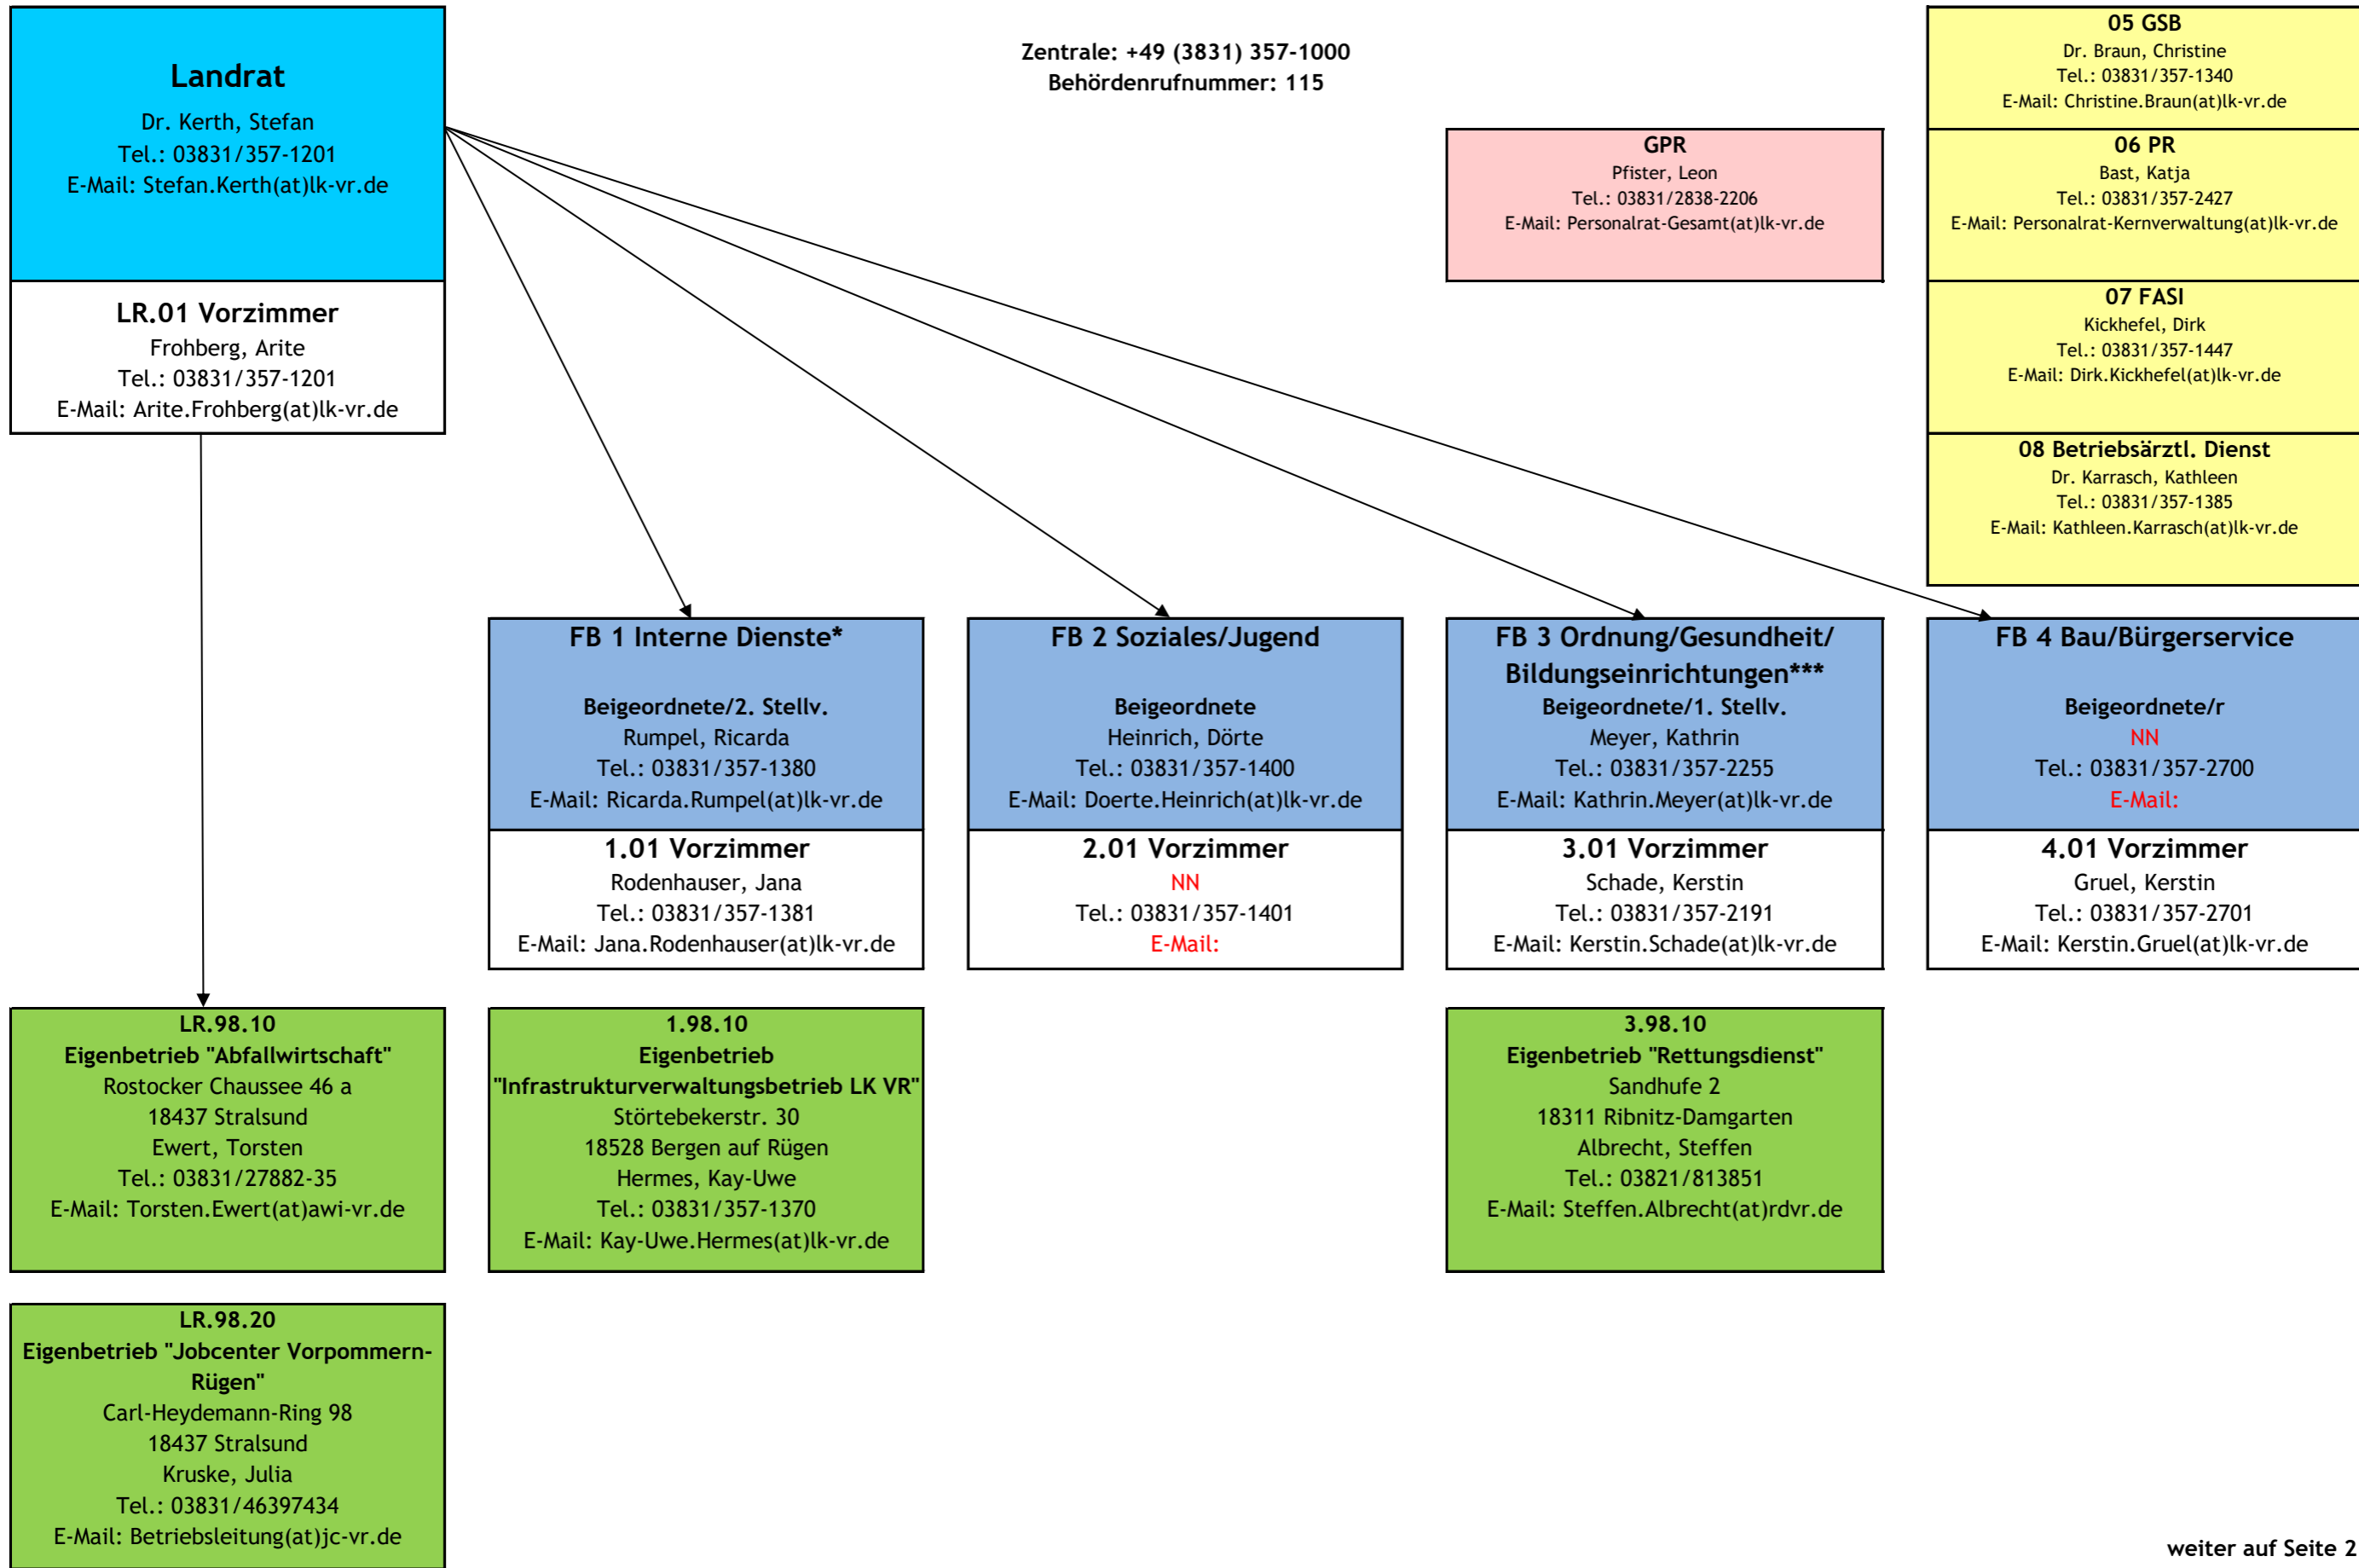 Landrat
Dr. Kerth, Stefan
Tel.: 03831/357-1201
E-Mail: Stefan.Kerth(at)lk-vr.de
LR.01 Vorzimmer
Frohberg, Arite
Tel.: 03831/357-1201
E-Mail: Arite.Frohberg(at)lk-vr.de
Zentrale: +49 (3831) 357-1000
Behördenrufnummer: 115
GPR
Pfister, Leon
Tel.: 03831/2838-2206
E-Mail: Personalrat-Gesamt(at)lk-vr.de
05 GSB
Dr. Braun, Christine
Tel.: 03831/357-1340
E-Mail: Christine.Braun(at)lk-vr.de
06 PR
Bast, Katja
Tel.: 03831/357-2427
E-Mail: Personalrat-Kernverwaltung(at)lk-vr.de
07 FASI
Kickhefel, Dirk
Tel.: 03831/357-1447
E-Mail: Dirk.Kickhefel(at)lk-vr.de
08 Betriebsärztl. Dienst
Dr. Karrasch, Kathleen
Tel.: 03831/357-1385
E-Mail: Kathleen.Karrasch(at)lk-vr.de
FB 1 Interne Dienste*
Beigeordnete/2. Stellv.
Rumpel, Ricarda
Tel.: 03831/357-1380
E-Mail: Ricarda.Rumpel(at)lk-vr.de
1.01 Vorzimmer
Rodenhauser, Jana
Tel.: 03831/357-1381
E-Mail: Jana.Rodenhauser(at)lk-vr.de
FB 2 Soziales/Jugend
Beigeordnete
Heinrich, Dörte
Tel.: 03831/357-1400
E-Mail: Doerte.Heinrich(at)lk-vr.de
2.01 Vorzimmer
NN
Tel.: 03831/357-1401
E-Mail:
FB 3 Ordnung/Gesundheit/
Bildungseinrichtungen***
Beigeordnete/1. Stellv.
Meyer, Kathrin
Tel.: 03831/357-2255
E-Mail: Kathrin.Meyer(at)lk-vr.de
3.01 Vorzimmer
Schade, Kerstin
Tel.: 03831/357-2191
E-Mail: Kerstin.Schade(at)lk-vr.de
FB 4 Bau/Bürgerservice
Beigeordnete/r
NN
Tel.: 03831/357-2700
E-Mail:
4.01 Vorzimmer
Gruel, Kerstin
Tel.: 03831/357-2701
E-Mail: Kerstin.Gruel(at)lk-vr.de
LR.98.10
Eigenbetrieb "Abfallwirtschaft"
Rostocker Chaussee 46 a
18437 Stralsund
Ewert, Torsten
Tel.: 03831/27882-35
E-Mail: Torsten.Ewert(at)awi-vr.de
1.98.10
Eigenbetrieb
"Infrastrukturverwaltungsbetrieb LK VR"
Störtebekerstr. 30
18528 Bergen auf Rügen
Hermes, Kay-Uwe
Tel.: 03831/357-1370
E-Mail: Kay-Uwe.Hermes(at)lk-vr.de
3.98.10
Eigenbetrieb "Rettungsdienst"
Sandhufe 2
18311 Ribnitz-Damgarten
Albrecht, Steffen
Tel.: 03821/813851
E-Mail: Steffen.Albrecht(at)rdvr.de
LR.98.20
Eigenbetrieb "Jobcenter Vorpommern-
Rügen"
Carl-Heydemann-Ring 98
18437 Stralsund
Kruske, Julia
Tel.: 03831/46397434
E-Mail: Betriebsleitung(at)jc-vr.de
weiter auf Seite 2